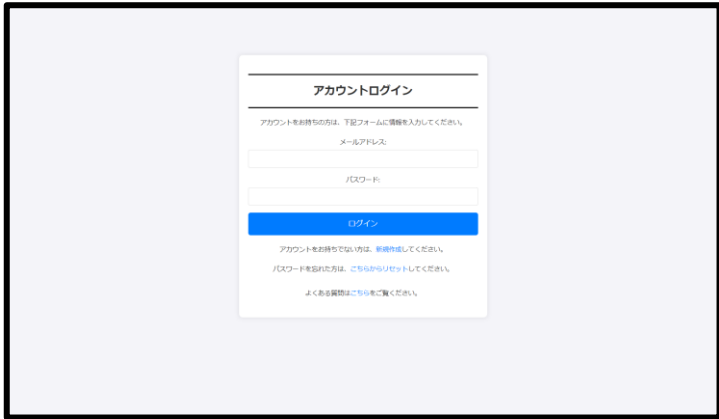 アカウントログイン
アカウントをお持ちの方は、下記フォームに情報を入力してください。
メールアドレス:
パスワード:
ログイン
アカウントをお持ちでない方は、新規作成してください。
パスワードを忘れた方は、こちらからリセットしてください。
よくある質問はこちらをご覧ください。